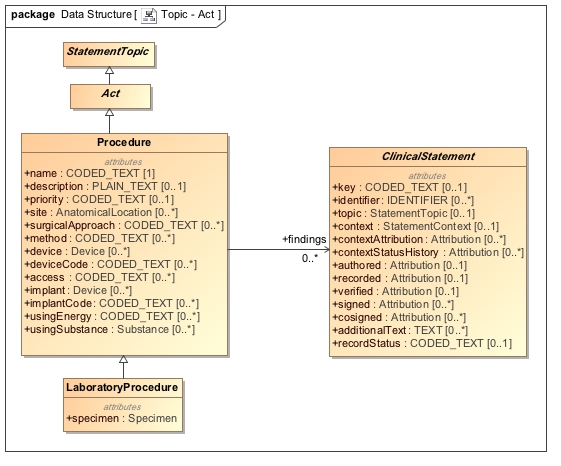 package Data Structure [ Topic - Act ]
StatementTopic
Act
Procedure
attributes
+name : CODED_TEXT [1]
+description : PLAIN_TEXT [0..1]
+priority : CODED_TEXT [0..1]
+site : AnatomicalLocation [0..*]
+surgicalApproach : CODED_TEXT [0..*]
+method : CODED_TEXT [0..*]
+device : Device [0..*]
+deviceCode : CODED_TEXT [0..*]
+access : CODED_TEXT [0..*]
+implant : Device [0..*]
+implantCode : CODED_TEXT [0..*]
+usingEnergy : CODED_TEXT [0..*]
+usingSubstance : Substance [0..*]
+findings
0..*
ClinicalStatement
attributes
+key : CODED_TEXT [0..1]
+identifier : IDENTIFIER [0..*]
+topic : StatementTopic [0..1]
+context : StatementContext [0..1]
+contextAttribution : Attribution [0..*]
+contextStatusHistory : Attribution [0..*]
+authored : Attribution [0..1]
+recorded : Attribution [0..1]
+verified : Attribution [0..1]
+signed : Attribution [0..*]
+cosigned : Attribution [0..*]
+additionalText : TEXT [0..*]
+recordStatus : CODED_TEXT [0..1]
LaboratoryProcedure
attributes
+specimen : Specimen